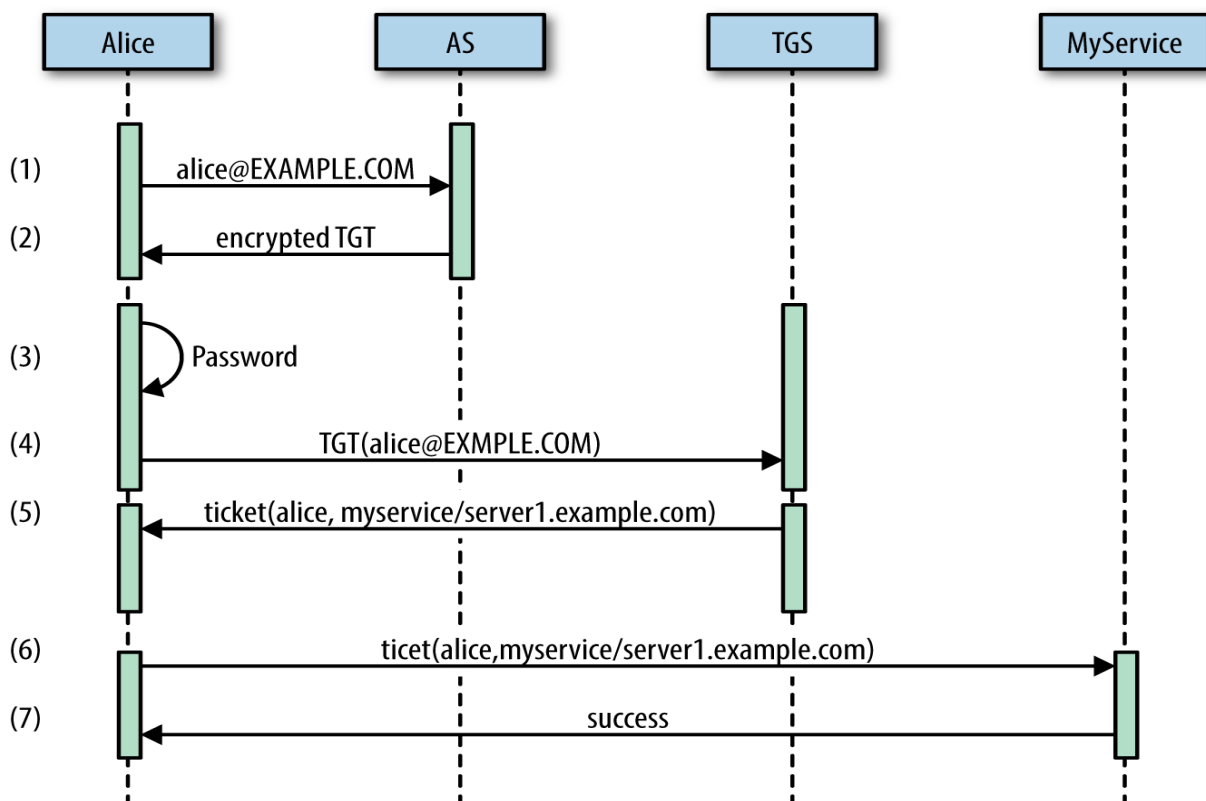 Alice
AS
TGS
MyService
(1)
alice@EXAMPLE.COM
(2)
encrypted TGT
(3)
Password
(4)
TGT(alice@EXMPLE.COM)
(5)
ticket(alice, myservice/server1.example.com)
(6)
ticet(alice,myservice/server1.example.com)
(7)
success